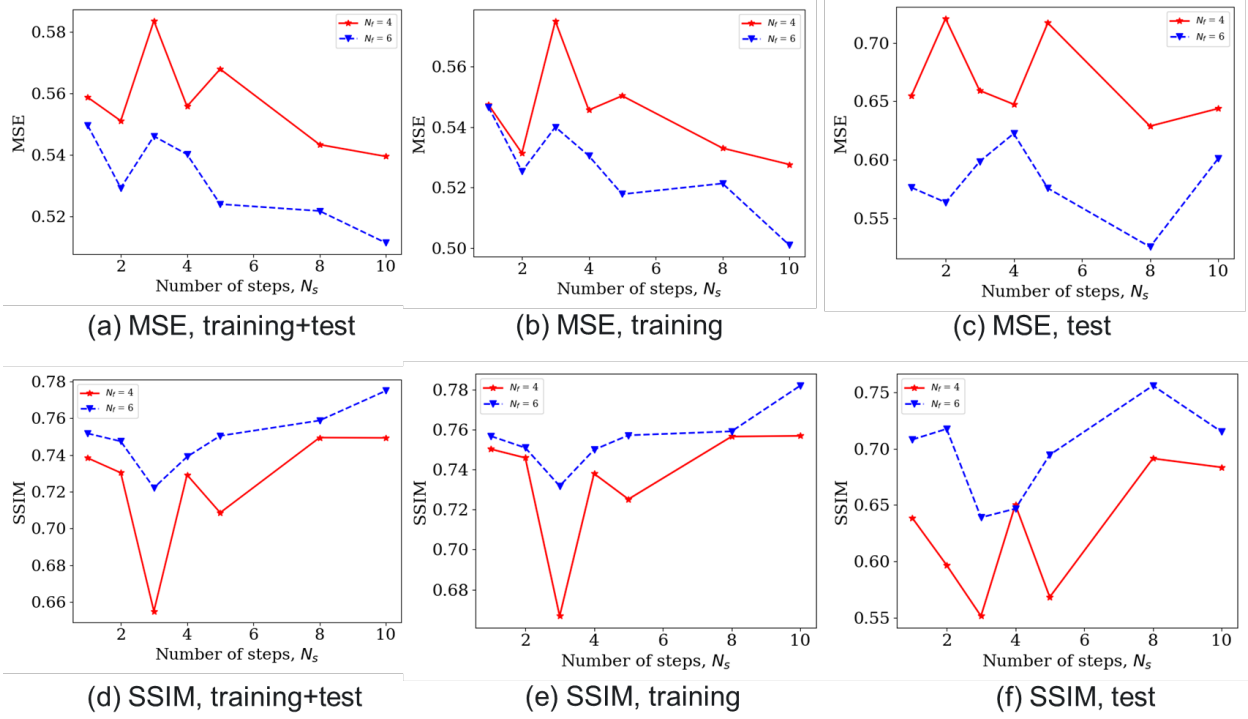 0.58
0.56
0.54
0.52
MSE
N_f = 4
N_f = 6
2 4 6 8 10
Number of steps, N_s
(a) MSE, training+test
0.56
0.54
0.52
0.50
MSE
N_f = 4
N_f = 6
2 4 6 8 10
Number of steps, N_s
(b) MSE, training
0.70
0.65
0.60
0.55
MSE
N_f = 4
N_f = 6
2 4 6 8 10
Number of steps, N_s
(c) MSE, test
0.78
0.76
0.74
0.72
0.70
0.68
0.66
SSIM
N_f = 4
N_f = 6
2 4 6 8 10
Number of steps, N_s
(d) SSIM, training+test
0.78
0.76
0.74
0.72
0.70
0.68
SSIM
N_f = 4
N_f = 6
2 4 6 8 10
Number of steps, N_s
(e) SSIM, training
0.75
0.70
0.65
0.60
0.55
SSIM
N_f = 4
N_f = 6
2 4 6 8 10
Number of steps, N_s
(f) SSIM, test